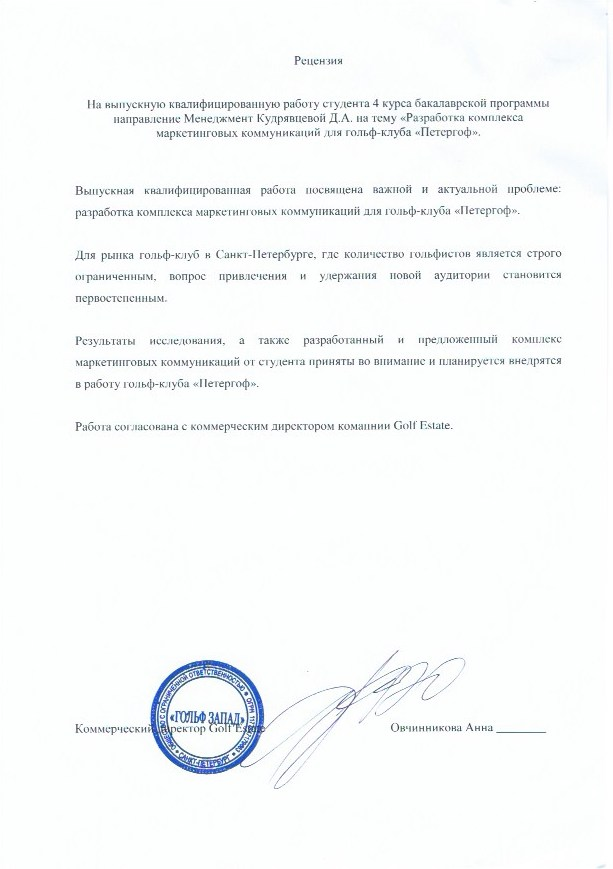 Рецензия
На выпускную квалифицированную работу студента 4 курса бакалаврской программы
направление Менеджмент Кудрявцевой Д.А. на тему «Разработка комплекса
маркетинговых коммуникаций для гольф-клуба «Петергоф».
Выпускная квалифицированная работа посвящена важной и актуальной проблеме:
разработка комплекса маркетинговых коммуникаций для гольф-клуба «Петергоф».
Для рынка гольф-клуб в Санкт-Петербурге, где количество гольфистов является строго
ограниченным, вопрос привлечения и удержания новой аудитории становится
первостепенным.
Результаты исследования, а также разработанный и предложенный комплекс
маркетинговых коммуникаций от студента приняты во внимание и планируется внедрятся
в работу гольф-клуба «Петергоф».
Работа согласована с коммерческим директором компании Golf Estate.
ОБЩЕСТВО С ОГРАНИЧЕННОЙ ОТВЕТСТВЕННОСТЬЮ ОГРН
«ГОЛЬФ ЗАПАД»
САНКТ-ПЕТЕРБУРГ
Коммерческий директор Golf Estate
Овчинникова Анна ________